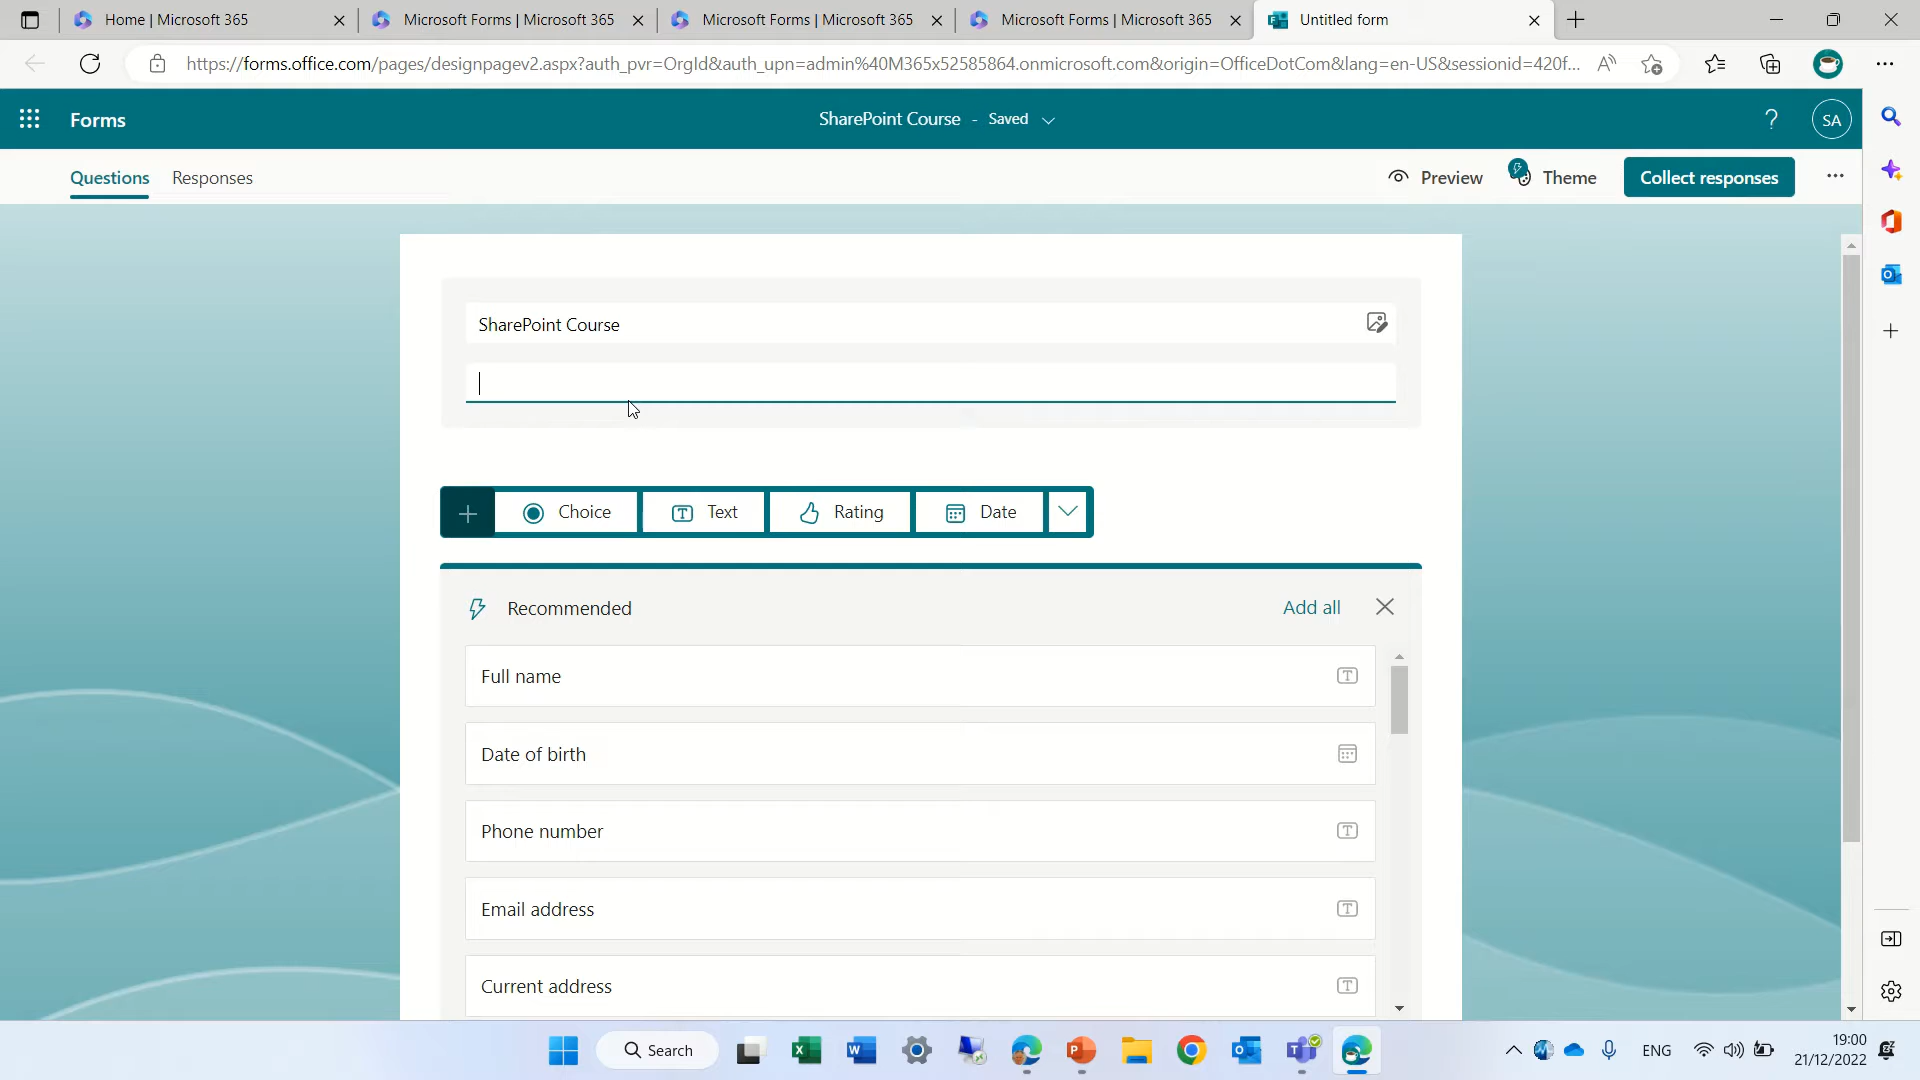 Home | Microsoft 365
Microsoft Forms | Microsoft 365
Microsoft Forms | Microsoft 365
Microsoft Forms | Microsoft 365
Untitled form
https://forms.office.com/pages/designpagev2.aspx?auth_pvr=OrgId&auth_upn=admin%40M365x52585864.onmicrosoft.com&origin=OfficeDotCom&lang=en-US&sessionid=420f...
Forms
SharePoint Course - Saved
?
SA
Questions
Responses
Preview
Theme
Collect responses
SharePoint Course
Choice
Text
Rating
Date
Recommended
Add all
Full name
Date of birth
Phone number
Email address
Current address
Search
ENG
19:00
21/12/2022